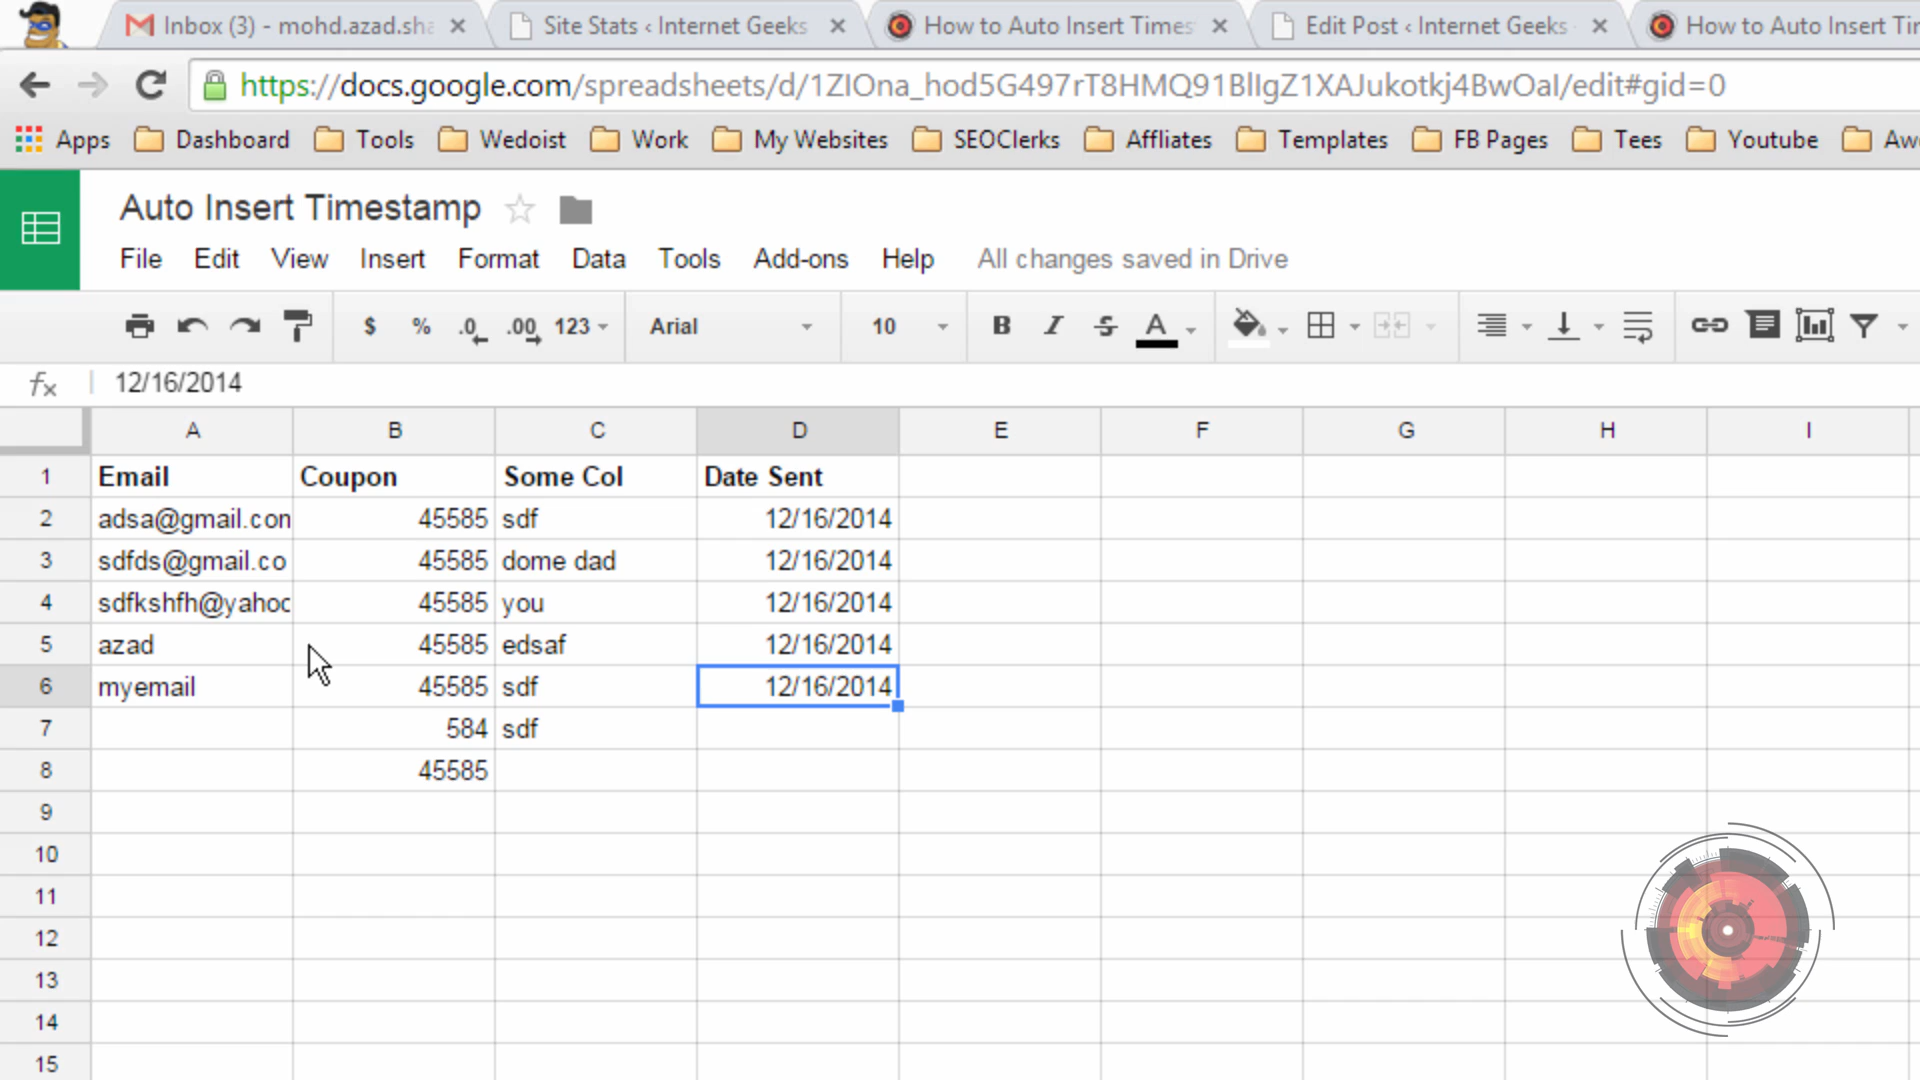 Inbox (3) - mohd.azad.sha
Site Stats ‹ Internet Geeks
How to Auto Insert Times
Edit Post ‹ Internet Geeks
How to Auto Insert Tir
https://docs.google.com/spreadsheets/d/1ZIOna_hod5G497rT8HMQ91BlIgZ1XAJukotkj4BwOaI/edit#gid=0
Apps Dashboard Tools Wedoist Work My Websites SEOClerks Affliates Templates FB Pages Tees Youtube Aw
Auto Insert Timestamp
File Edit View Insert Format Data Tools Add-ons Help All changes saved in Drive
$ % .0 .00 123 Arial 10 B I S A
fx 12/16/2014
A B C D E F G H I
1 Email Coupon Some Col Date Sent
2 adsa@gmail.con 45585 sdf 12/16/2014
3 sdfds@gmail.co 45585 dome dad 12/16/2014
4 sdfkshfh@yahoc 45585 you 12/16/2014
5 azad 45585 edsaf 12/16/2014
6 myemail 45585 sdf 12/16/2014
7 584 sdf
8 45585
9
10
11
12
13
14
15